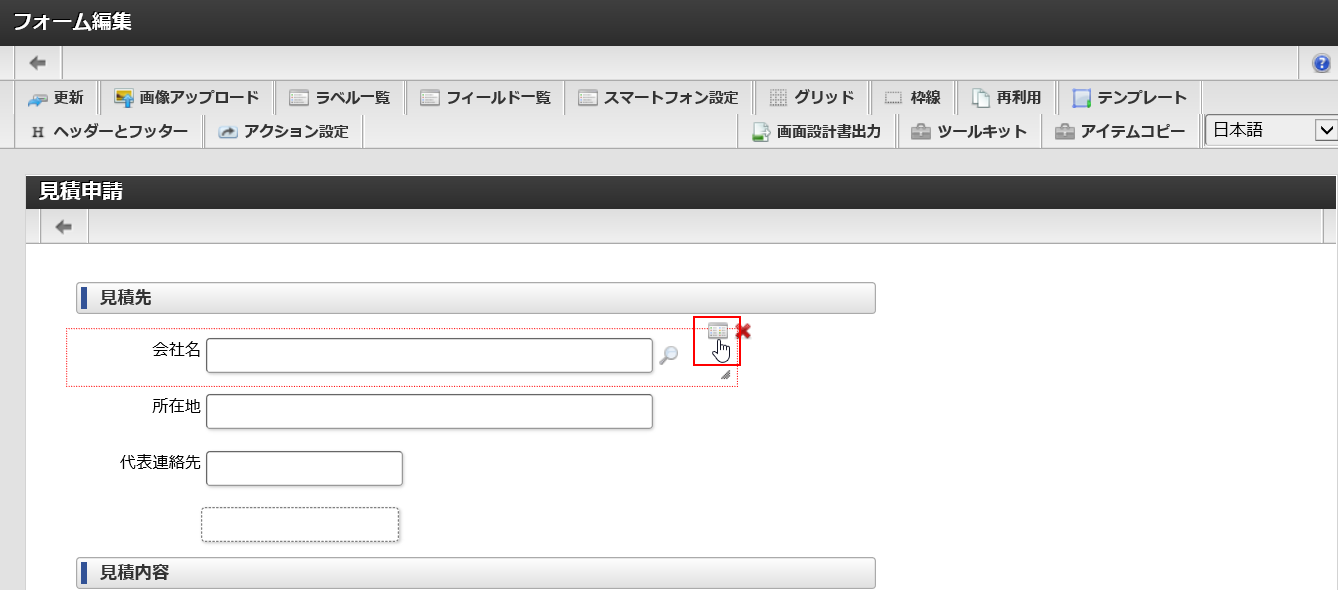 フォーム編集
更新 画像アップロード ラベル一覧 フィールド一覧 スマートフォン設定 グリッド 枠線 再利用 テンプレート
H ヘッダーとフッター アクション設定 画面設計書出力 ツールキット アイテムコピー 日本語
見積申請
見積先
会社名
所在地
代表連絡先
見積内容